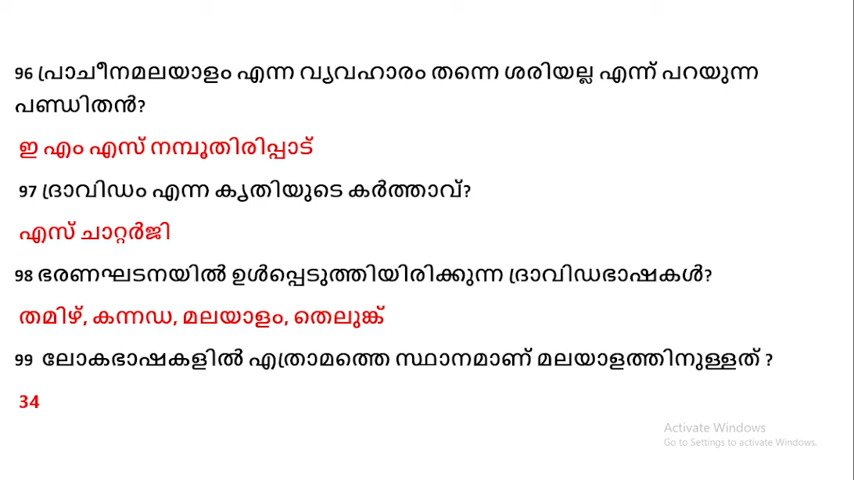 96 പ്രാചീനമലയാളം എന്ന വ്യവഹാരം തന്നെ ശരിയല്ല എന്ന് പറയുന്ന
പണ്ഡിതൻ?
ഇ എം എസ് നമ്പൂതിരിപ്പാട്
97 ദ്രാവിഡം എന്ന കൃതിയുടെ കർത്താവ്?
എസ് ചാറ്റർജി
98 ഭരണഘടനയിൽ ഉൾപ്പെടുത്തിയിരിക്കുന്ന ദ്രാവിഡഭാഷകൾ?
തമിഴ്, കന്നഡ, മലയാളം, തെലുങ്ക്
99 ലോകഭാഷകളിൽ എത്രാമത്തെ സ്ഥാനമാണ് മലയാളത്തിനുള്ളത് ?
34
Activate Windows
Go to Settings to activate Windows.